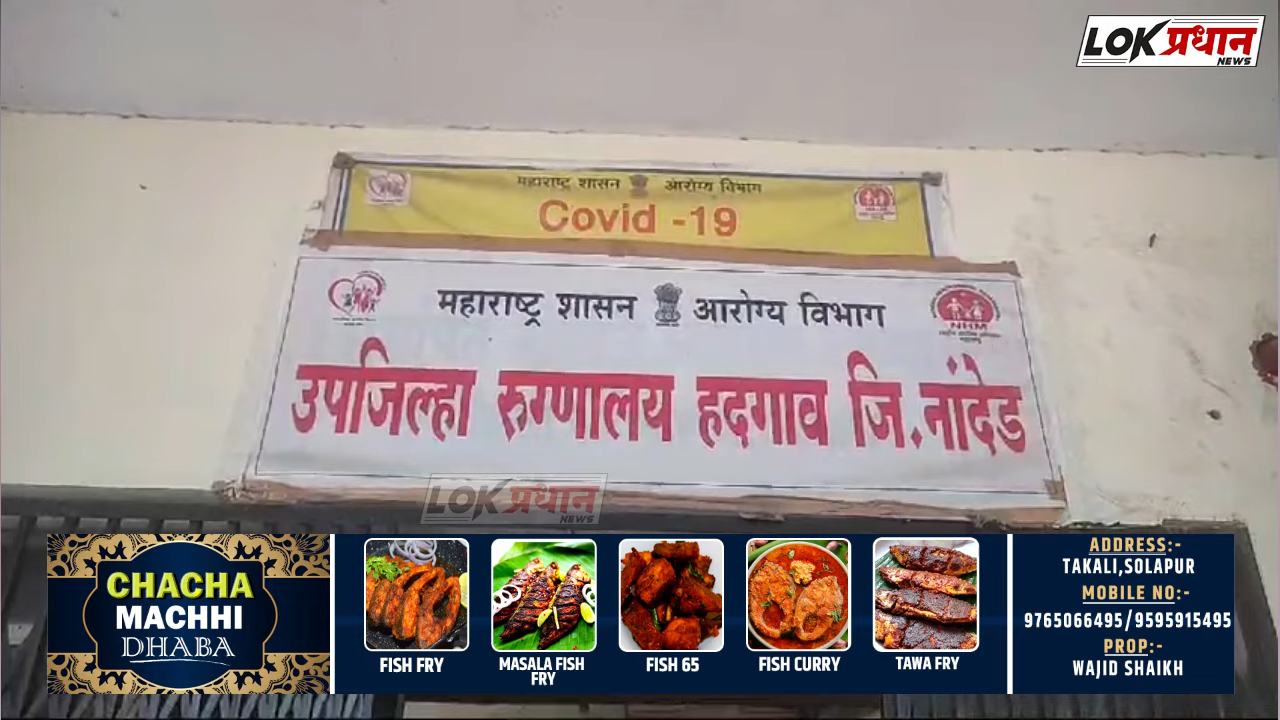 LOK प्रधान
NEWS
महाराष्ट्र शासन आरोग्य विभाग
Covid -19
महाराष्ट्र शासन आरोग्य विभाग
NHM
उपजिल्हा रुग्णालय हदगाव जि.नांदेड
LOK प्रधान
NEWS
CHACHA
MACHHI
DHABA
FISH FRY
MASALA FISH
FRY
FISH 65
FISH CURRY
TAWA FRY
ADDRESS:-
TAKALI,SOLAPUR
MOBILE NO:-
9765066495/9595915495
PROP:-
WAJID SHAIKH